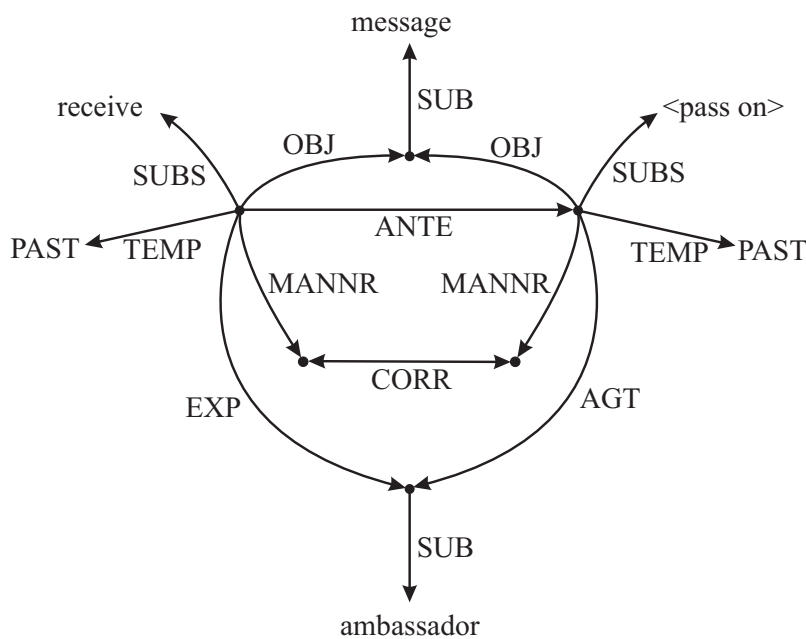 message
SUB
receive
<pass on>
OBJ
OBJ
SUBS
SUBS
ANTE
PAST
TEMP
TEMP
PAST
MANNR
MANNR
CORR
EXP
AGT
SUB
ambassador